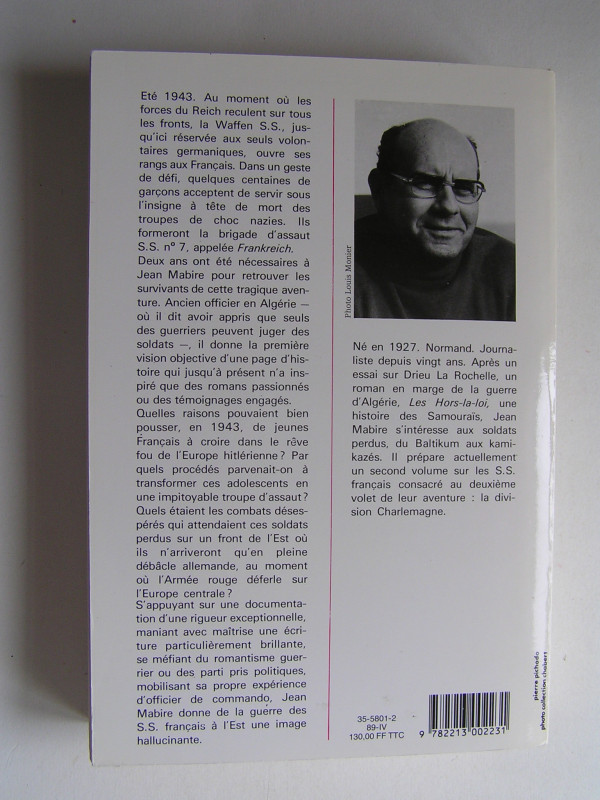 Eté 1943. Au moment où les
forces du Reich reculent sur tous
les fronts, la Waffen S.S., jus-
qu'ici réservée aux seuls volon-
taires germaniques, ouvre ses
rangs aux Français. Dans un geste
de défi, quelques centaines de
garçons acceptent de servir sous
l'insigne à tête de mort des
troupes de choc nazies. Ils
formeront la brigade d'assaut
S.S. nº 7, appelée Frankreich.
Deux ans ont été nécessaires à
Jean Mabire pour retrouver les
survivants de cette tragique aven-
ture. Ancien officier en Algérie —
où il dit avoir appris que seuls
des guerriers peuvent juger des
soldats —, il donne la première
vision objective d'une page d'his-
toire qui jusqu'à présent n'a ins-
piré que des romans passionnés
ou des témoignages engagés.
Quelles raisons pouvaient bien
pousser, en 1943, de jeunes
Français à croire dans le rêve
fou de l'Europe hitlérienne ? Par
quels procédés parvenait-on à
transformer ces adolescents en
une impitoyable troupe d'assaut ?
Quels étaient les combats déses-
pérés qui attendaient ces soldats
perdus sur un front de l'Est où
ils n'arriveront qu'en pleine
débâcle allemande, au moment
où l'Armée rouge déferle sur
l'Europe centrale ?
S'appuyant sur une documenta-
tion d'une rigueur exceptionnelle,
maniant avec maîtrise une écri-
ture particulièrement brillante,
se méfiant du romantisme guer-
rier ou des parti pris politiques,
mobilisant sa propre expérience
d'officier de commando, Jean
Mabire donne de la guerre des
S.S. français à l'Est une image
hallucinante.
Photo Louis Monier
Né en 1927. Normand. Journa-
liste depuis vingt ans. Après un
essai sur Drieu La Rochelle, un
roman en marge de la guerre
d'Algérie, Les Hors-la-loi, une
histoire des Samouraïs, Jean
Mabire s'intéresse aux soldats
perdus, du Baltikum aux kami-
kazés. Il prépare actuellement
un second volume sur les S.S.
français consacré au deuxième
volet de leur aventure : la divi-
sion Charlemagne.
pierre pichado
photo collection chabert
35-5801-2
89-IV
130,00 FF TTC
9 782213 002231